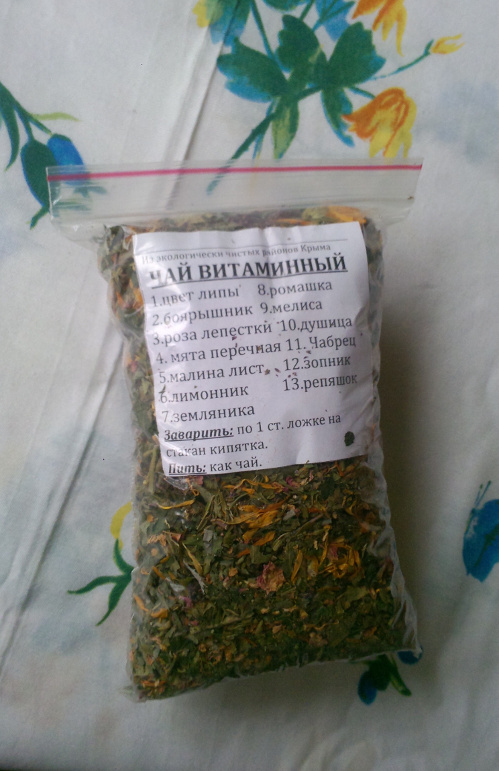 Из экологически чистых районов Крыма
ЧАЙ ВИТАМИННЫЙ
1.цвет липы 8.ромашка
2.боярышник 9.мелиса
3.роза лепестки 10.душица
4. мята перечная 11. Чабрец
5.малина лист 12.зопник
6.лимонник 13.репяшок
7.земляника
Заварить: по 1 ст. ложке на
стакан кипятка.
Пить: как чай.